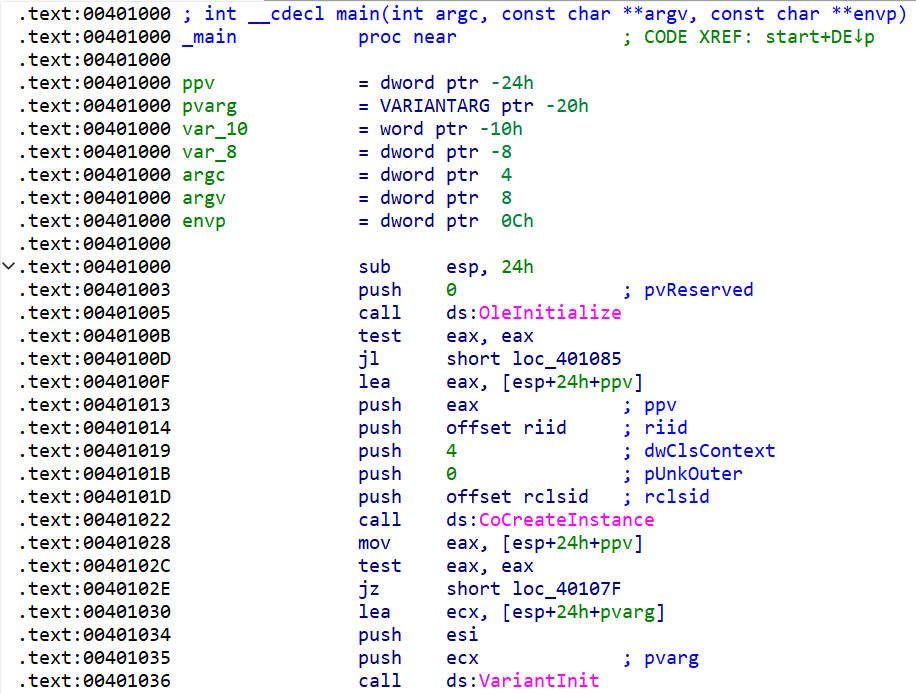 .text:00401000 ; int __cdecl main(int argc, const char **argv, const char **envp)
.text:00401000 _main proc near ; CODE XREF: start+DE↓p
.text:00401000
.text:00401000 ppv = dword ptr -24h
.text:00401000 pvarg = VARIANTARG ptr -20h
.text:00401000 var_10 = word ptr -10h
.text:00401000 var_8 = dword ptr -8
.text:00401000 argc = dword ptr 4
.text:00401000 argv = dword ptr 8
.text:00401000 envp = dword ptr 0Ch
.text:00401000
.text:00401000 sub esp, 24h
.text:00401003 push 0 ; pvReserved
.text:00401005 call ds:OleInitialize
.text:0040100B test eax, eax
.text:0040100D jl short loc_401085
.text:0040100F lea eax, [esp+24h+ppv]
.text:00401013 push eax ; ppv
.text:00401014 push offset riid ; riid
.text:00401019 push 4 ; dwClsContext
.text:0040101B push 0 ; pUnkOuter
.text:0040101D push offset rclsid ; rclsid
.text:00401022 call ds:CoCreateInstance
.text:00401028 mov eax, [esp+24h+ppv]
.text:0040102C test eax, eax
.text:0040102E jz short loc_40107F
.text:00401030 lea ecx, [esp+24h+pvarg]
.text:00401034 push esi
.text:00401035 push ecx ; pvarg
.text:00401036 call ds:VariantInit